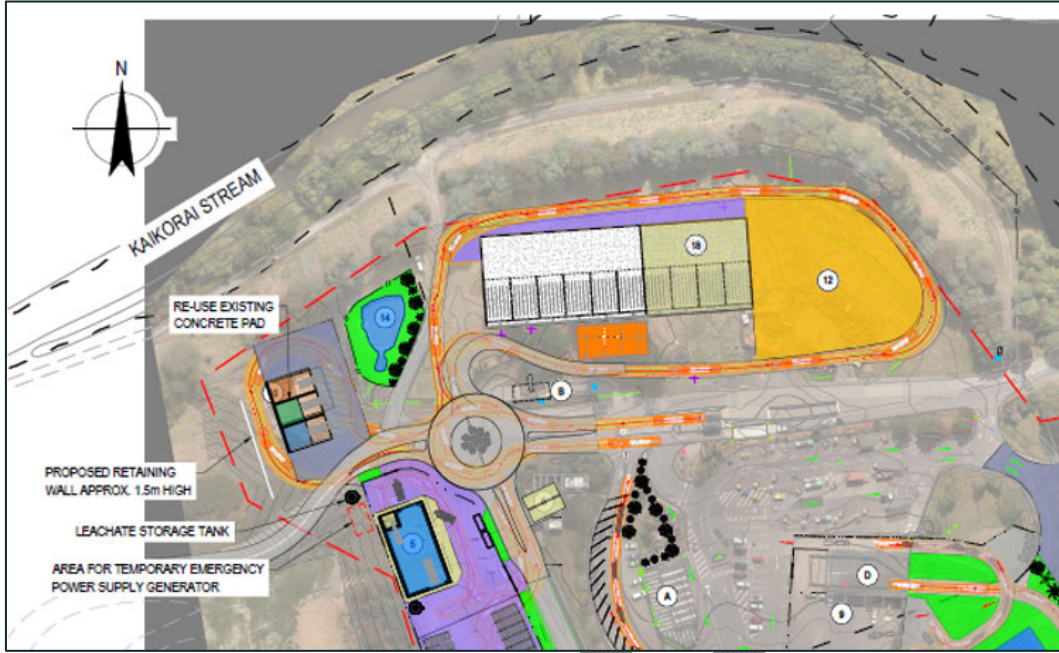 N
KAIKORAI STREAM
18
12
RE-USE EXISTING
CONCRETE PAD
14
B
PROPOSED RETAINING
WALL APPROX. 1.5m HIGH
LEACHATE STORAGE TANK
5
AREA FOR TEMPORARY EMERGENCY
POWER SUPPLY GENERATOR
D
A
9